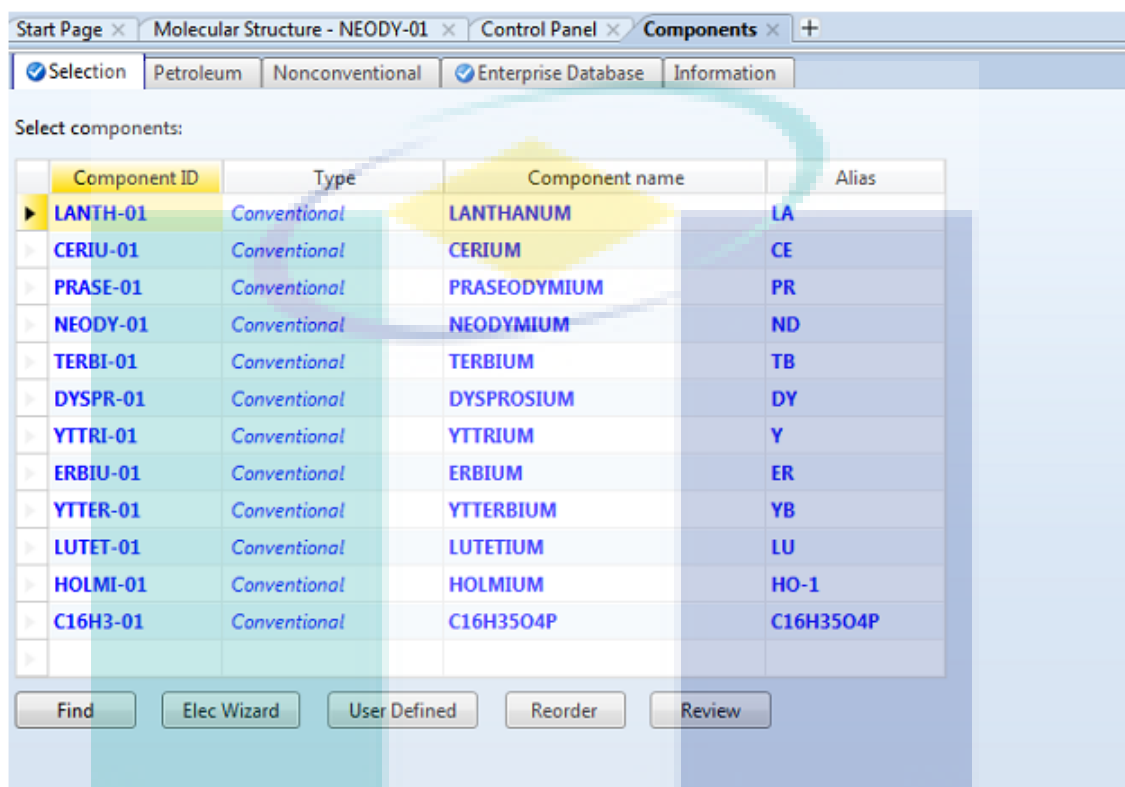 Start Page × Molecular Structure - NEODY-01 × Control Panel × Components × +
Selection Petroleum Nonconventional Enterprise Database Information
Select components:
Component ID Type Component name Alias
LANTH-01 Conventional LANTHANUM LA
CERIU-01 Conventional CERIUM CE
PRASE-01 Conventional PRASEODYMIUM PR
NEODY-01 Conventional NEODYMIUM ND
TERBI-01 Conventional TERBIUM TB
DYSPR-01 Conventional DYSPROSIUM DY
YTTRI-01 Conventional YTTRIUM Y
ERBIU-01 Conventional ERBIUM ER
YTTER-01 Conventional YTTERBIUM YB
LUTET-01 Conventional LUTETIUM LU
HOLMI-01 Conventional HOLMIUM HO-1
C16H3-01 Conventional C16H35O4P C16H35O4P
Find Elec Wizard User Defined Reorder Review